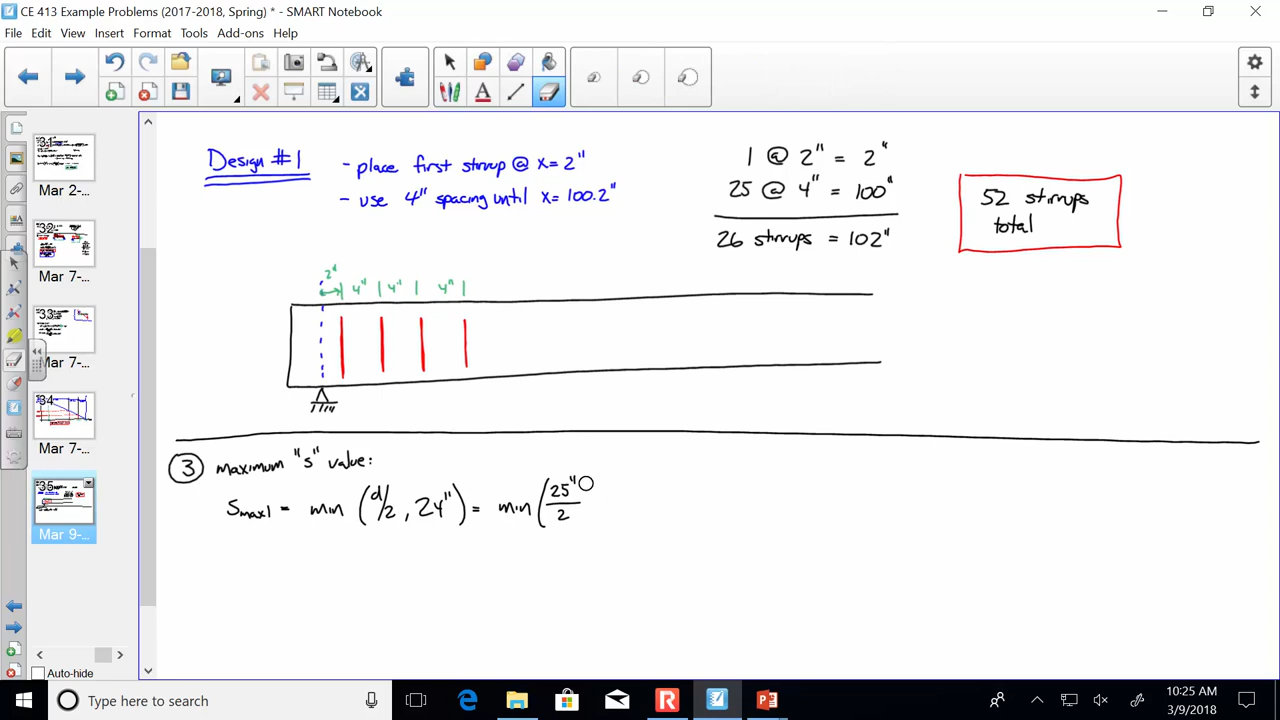 CE 413 Example Problems (2017-2018, Spring) * - SMART Notebook
File Edit View Insert Format Tools Add-ons Help
Design #1
- place first stirrup @ x=2"
- use 4" spacing until x=100.2"
1 @ 2" = 2"
25 @ 4" = 100"
26 stirrups = 102"
52 stirrups
total
2" 4" 4" 4"
3 maximum "s" value:
Smax1 = min (d/2, 24") = min (25"/2
Mar 2-...
32
Mar 7-...
33
Mar 7-...
34
Mar 7-...
35
Mar 9-...
Auto-hide
Type here to search
10:25 AM
3/9/2018